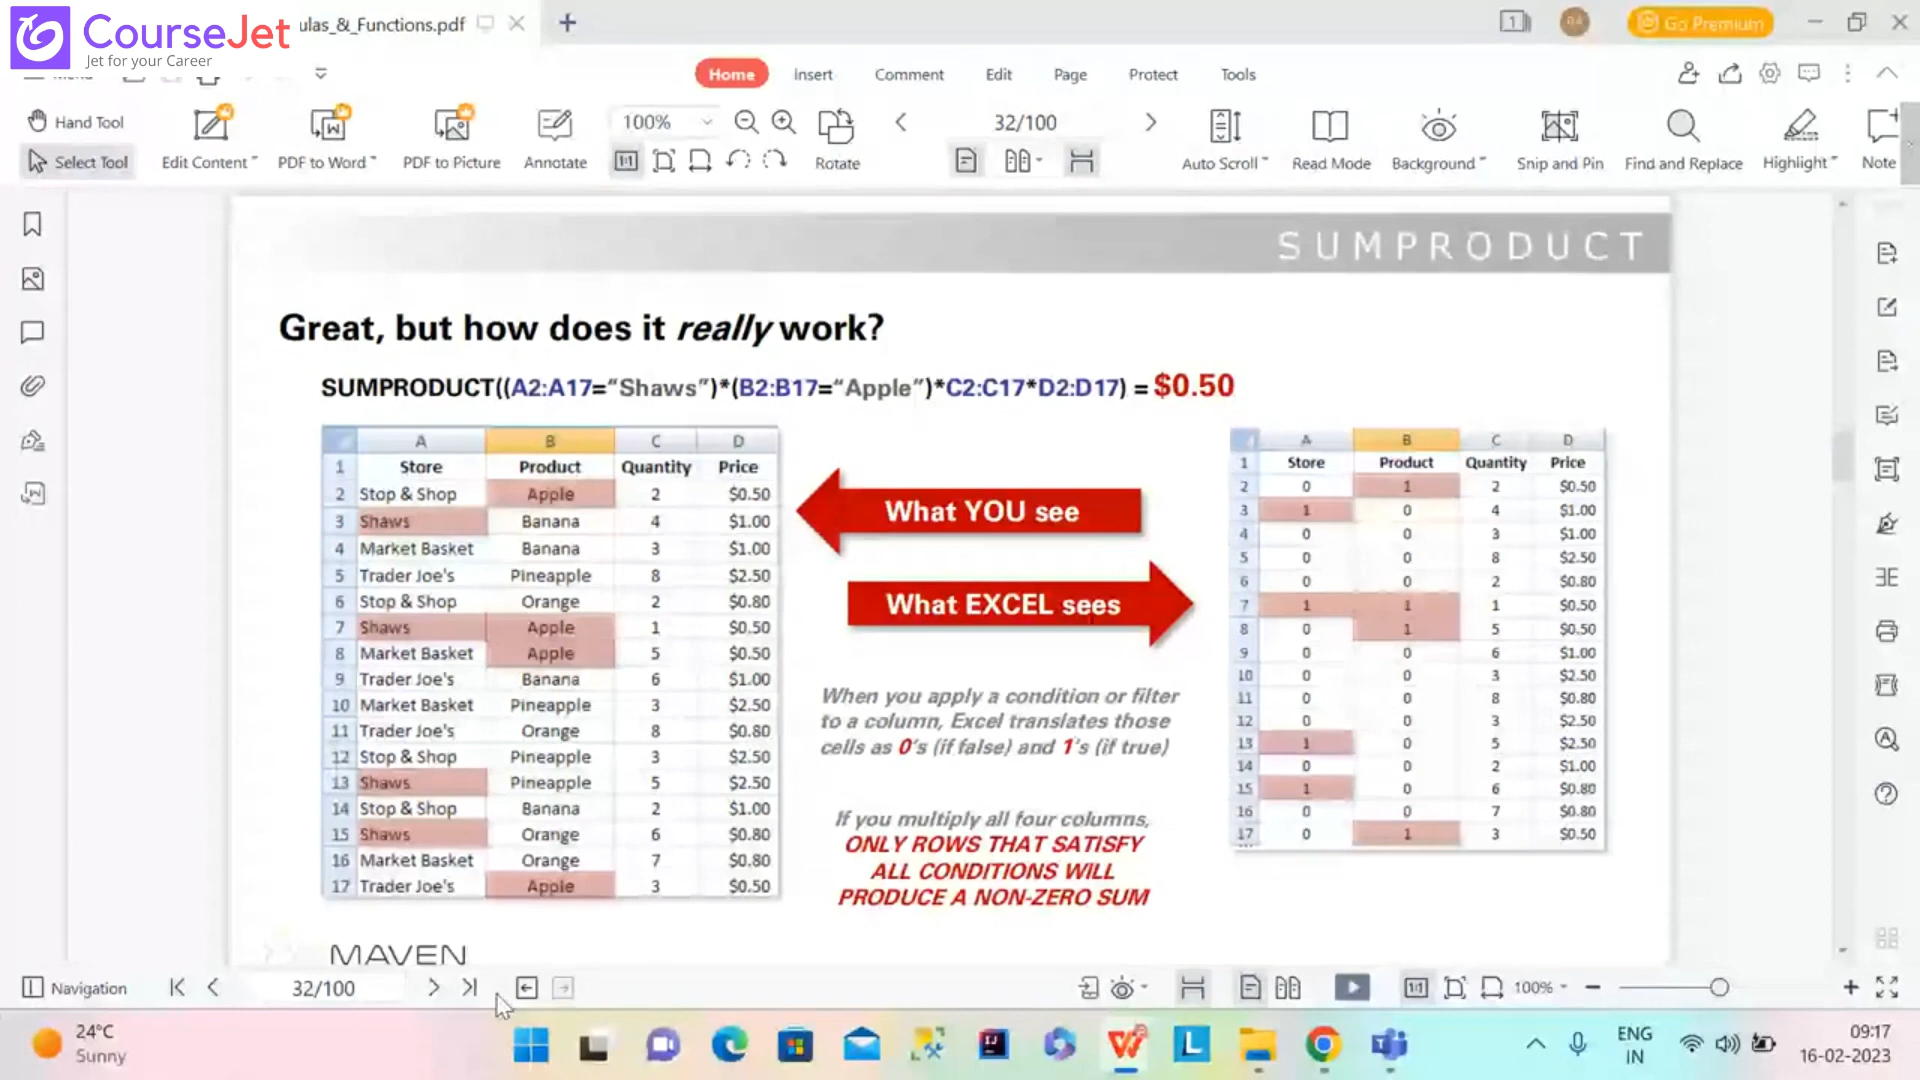 CourseJet
Jet for your Career
ulas_&_Functions.pdf
Go Premium
Home Insert Comment Edit Page Protect Tools
Hand Tool
Select Tool
Edit Content
PDF to Word
PDF to Picture
Annotate
100%
Rotate
32/100
Auto Scroll
Read Mode
Background
Snip and Pin
Find and Replace
Highlight
Note
SUMPRODUCT
Great, but how does it really work?
SUMPRODUCT((A2:A17=“Shaws”)*(B2:B17=“Apple”)*C2:C17*D2:D17) = $0.50
A B C D
1 Store Product Quantity Price
2 Stop & Shop Apple 2 $0.50
3 Shaws Banana 4 $1.00
4 Market Basket Banana 3 $1.00
5 Trader Joe's Pineapple 8 $2.50
6 Stop & Shop Orange 2 $0.80
7 Shaws Apple 1 $0.50
8 Market Basket Apple 5 $0.50
9 Trader Joe's Banana 6 $1.00
10 Market Basket Pineapple 3 $2.50
11 Trader Joe's Orange 8 $0.80
12 Stop & Shop Pineapple 3 $2.50
13 Shaws Pineapple 5 $2.50
14 Stop & Shop Banana 2 $1.00
15 Shaws Orange 6 $0.80
16 Market Basket Orange 7 $0.80
17 Trader Joe's Apple 3 $0.50
What YOU see
What EXCEL sees
When you apply a condition or filter
to a column, Excel translates those
cells as 0's (if false) and 1's (if true)
If you multiply all four columns,
ONLY ROWS THAT SATISFY
ALL CONDITIONS WILL
PRODUCE A NON-ZERO SUM
A B C D
1 Store Product Quantity Price
2 0 1 2 $0.50
3 1 0 4 $1.00
4 0 0 3 $1.00
5 0 0 8 $2.50
6 0 0 2 $0.80
7 1 1 1 $0.50
8 0 1 5 $0.50
9 0 0 6 $1.00
10 0 0 3 $2.50
11 0 0 8 $0.80
12 0 0 3 $2.50
13 1 0 5 $2.50
14 0 0 2 $1.00
15 1 0 6 $0.80
16 0 0 7 $0.80
17 0 1 3 $0.50
MAVEN
Navigation
32/100
100%
24°C
Sunny
ENG
IN
09:17
16-02-2023